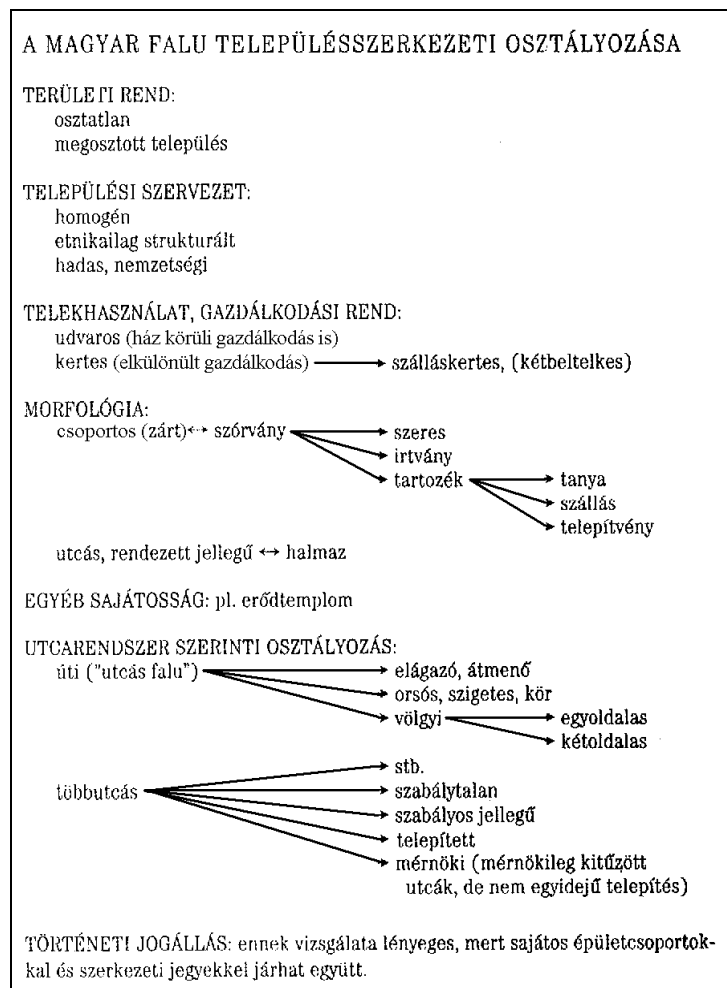 A MAGYAR FALU TELEPÜLÉSSZERKEZETI OSZTÁLYOZÁSA
TERÜLETI REND:
osztatlan
megosztott település
TELEPÜLÉSI SZERVEZET:
homogén
etnikailag strukturált
hadas, nemzetségi
TELEKHASZNÁLAT, GAZDÁLKODÁSI REND:
udvaros (ház körüli gazdálkodás is)
kertes (elkülönült gazdálkodás) → szálláskertes, (kétbeltelkes)
MORFOLÓGIA:
csoportos (zárt) ↔ szórvány → szeres
irtvány
tartozék → tanya
szállás
telepítvény
utcás, rendezett jellegű ↔ halmaz
EGYÉB SAJÁTOSSÁG: pl. erődtemplom
UTCARENDSZER SZERINTI OSZTÁLYOZÁS:
úti ("utcás falu") → elágazó, átmenő
orsós, szigetes, kör
völgyi → egyoldalas
kétoldalas
stb.
többutcás → szabálytalan
szabályos jellegű
telepített
mérnöki (mérnökileg kitűzött
utcák, de nem egyidejű telepítés)
TÖRTÉNETI JOGÁLLÁS: ennek vizsgálata lényeges, mert sajátos épületcsoportok-
kal és szerkezeti jegyekkel járhat együtt.